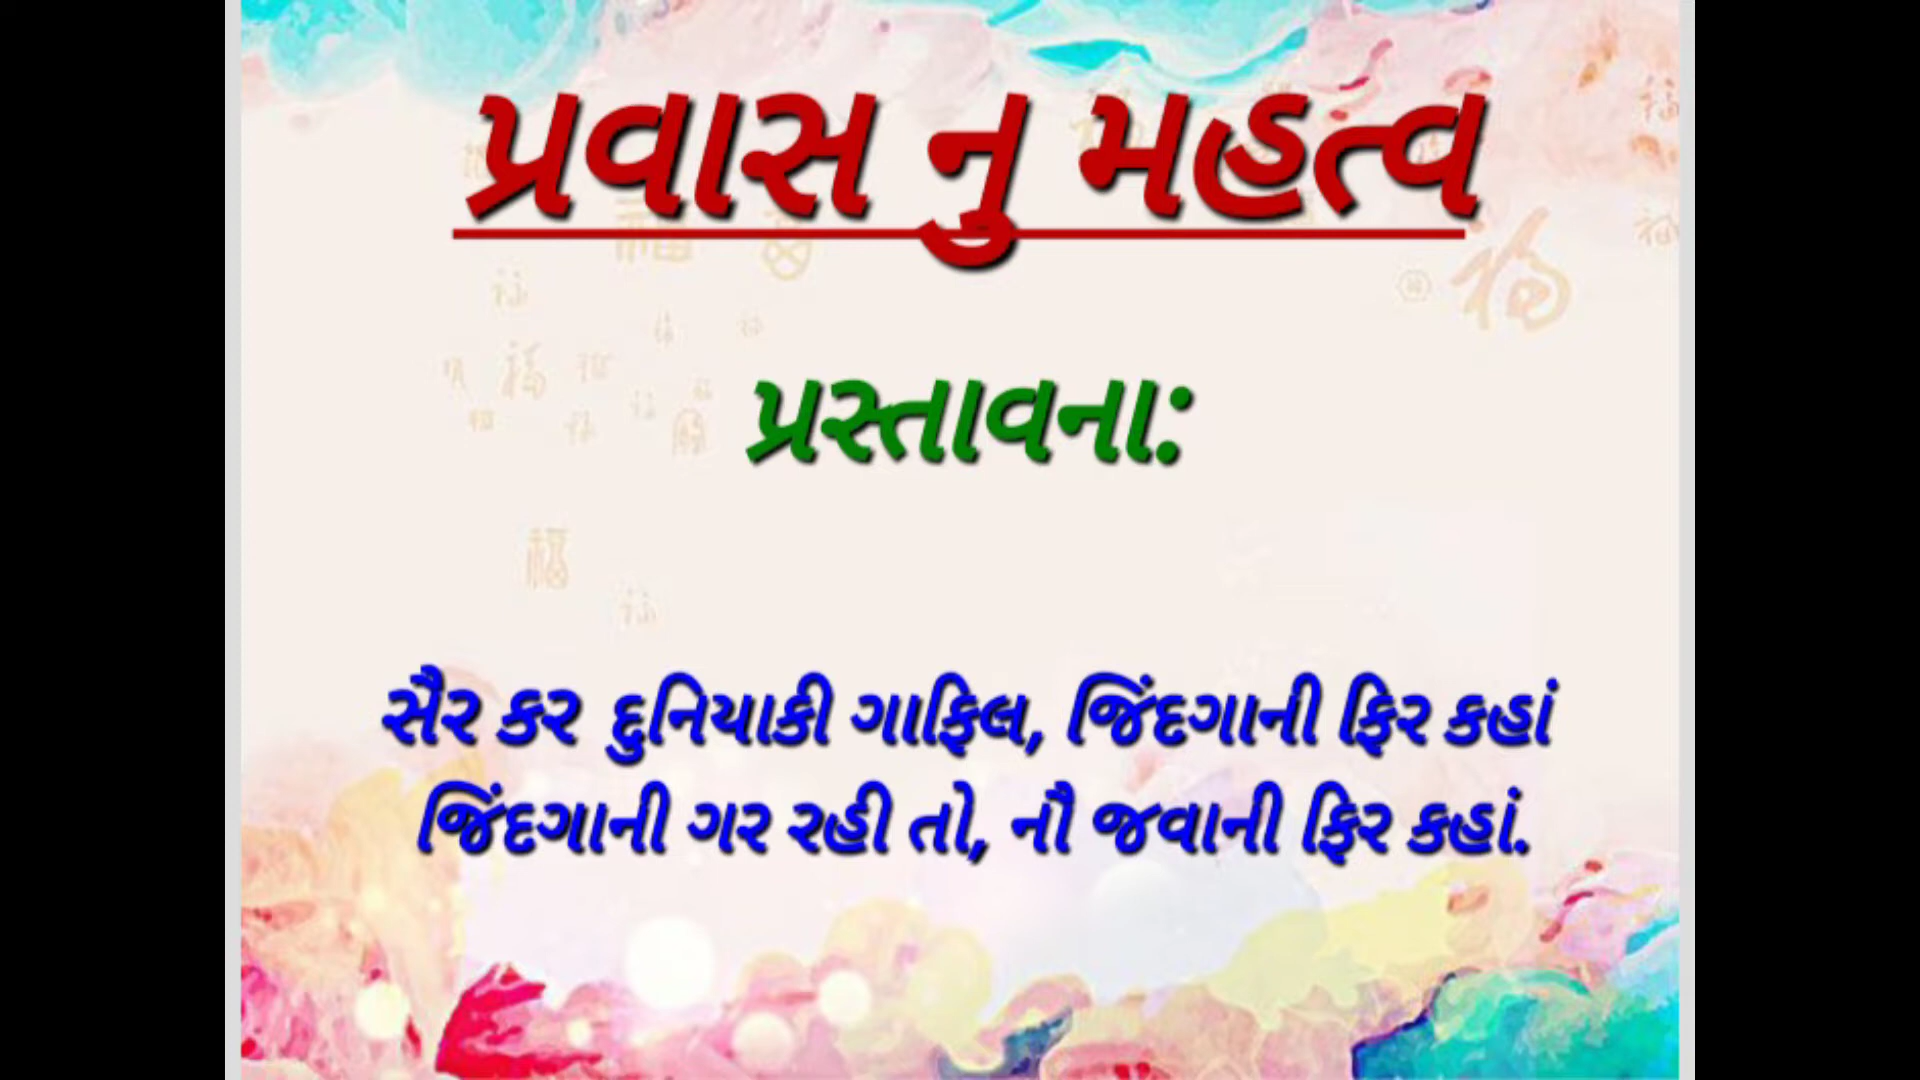 પ્રવાસ નુ મહત્વ
પ્રસ્તાવના:
સૈર કર દુનિયાકી ગાફિલ, જિંદગાની ફિર કહાં
જિંદગાની ગર રહી તો, નૌ જવાની ફિર કહાં.